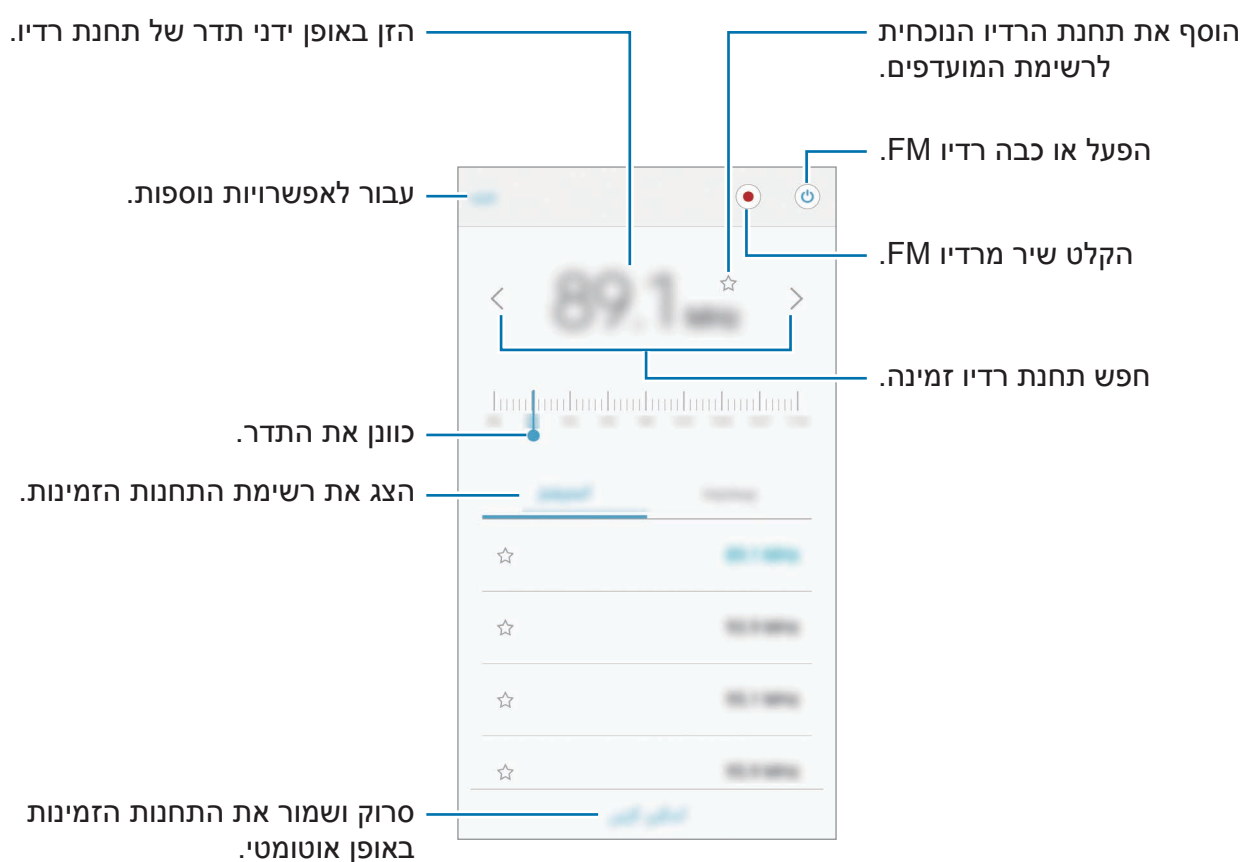 הוסף את תחנת הרדיו הנוכחית
לרשימת המועדפים.
הזן באופן ידני תדר של תחנת רדיו.
הפעל או כבה רדיו FM.
עבור לאפשרויות נוספות.
הקלט שיר מרדיו FM.
89.1 MHz
חפש תחנת רדיו זמינה.
כוונן את התדר.
הצג את רשימת התחנות הזמינות.
סרוק ושמור את התחנות הזמינות
באופן אוטומטי.